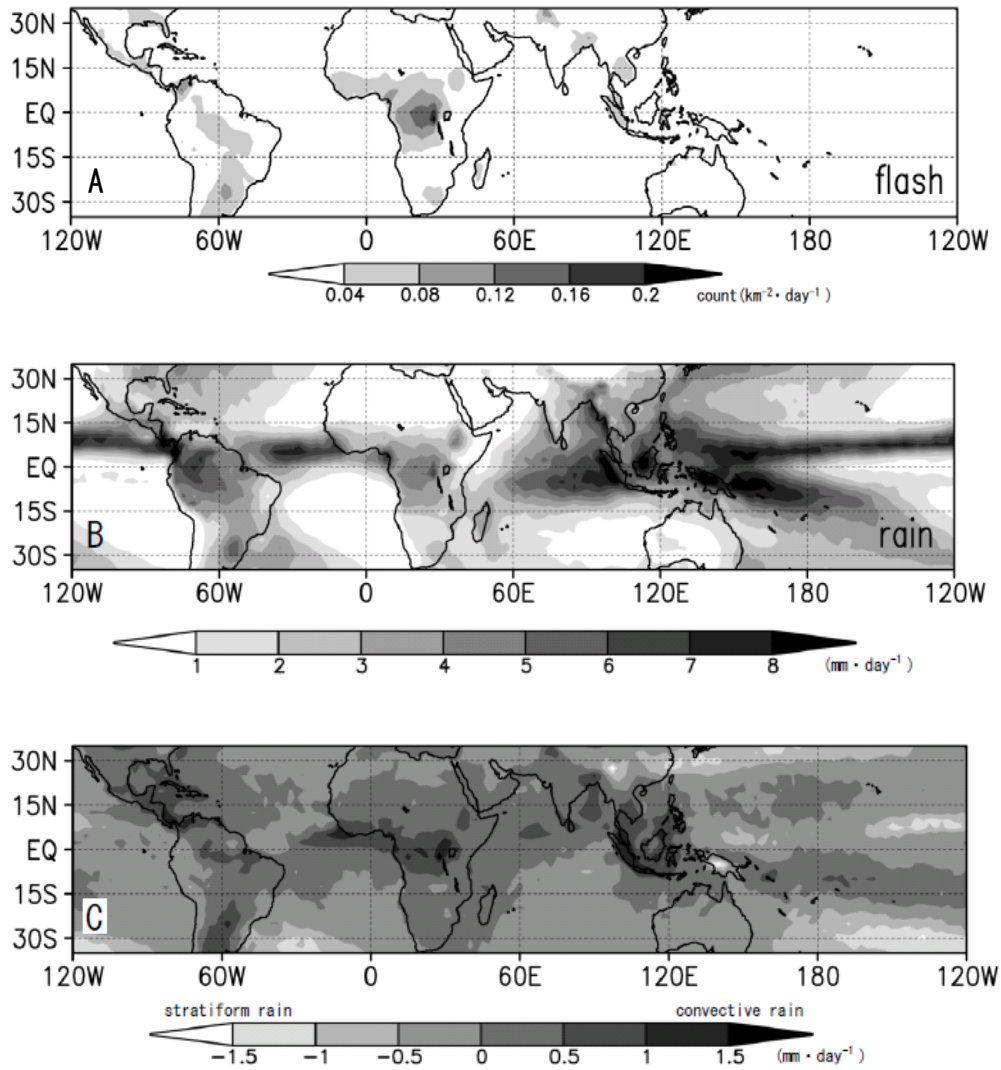 30N
15N
EQ
15S
30S
A
flash
120W 60W 0 60E 120E 180 120W
0.04 0.08 0.12 0.16 0.2 count(km⁻²・day⁻¹)
30N
15N
EQ
15S
30S
B
rain
120W 60W 0 60E 120E 180 120W
1 2 3 4 5 6 7 8 (mm・day⁻¹)
30N
15N
EQ
15S
30S
C
120W 60W 0 60E 120E 180 120W
stratiform rain convective rain
−1.5 −1 −0.5 0 0.5 1 1.5 (mm・day⁻¹)